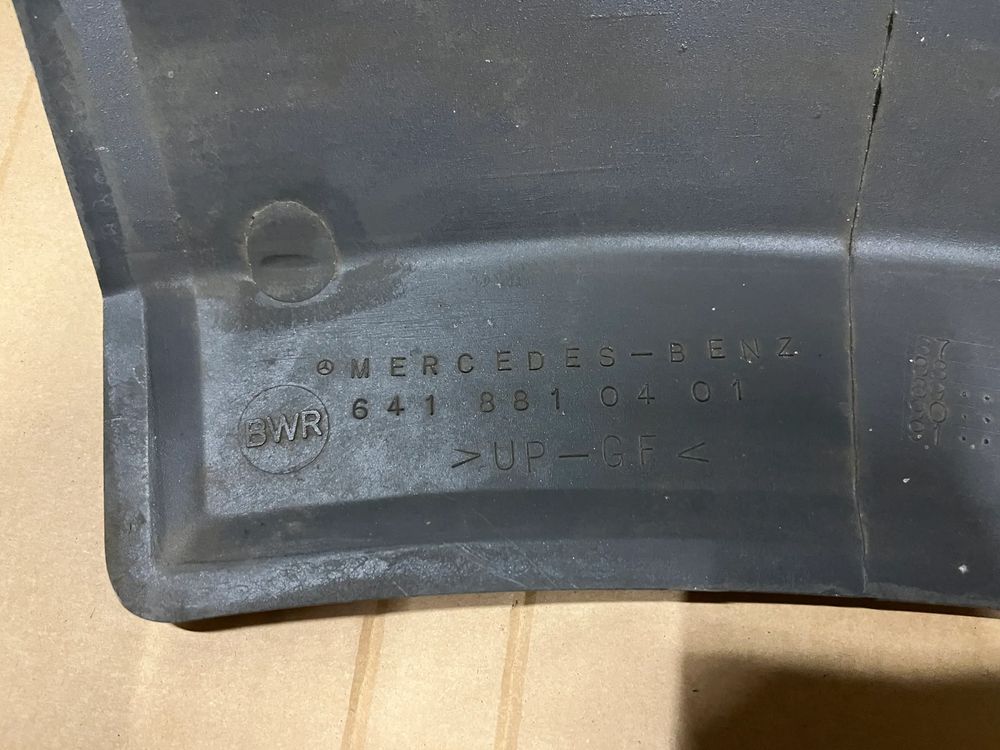 MERCEDES-BENZ
BWR
641 881 04 01
>UP-GF<